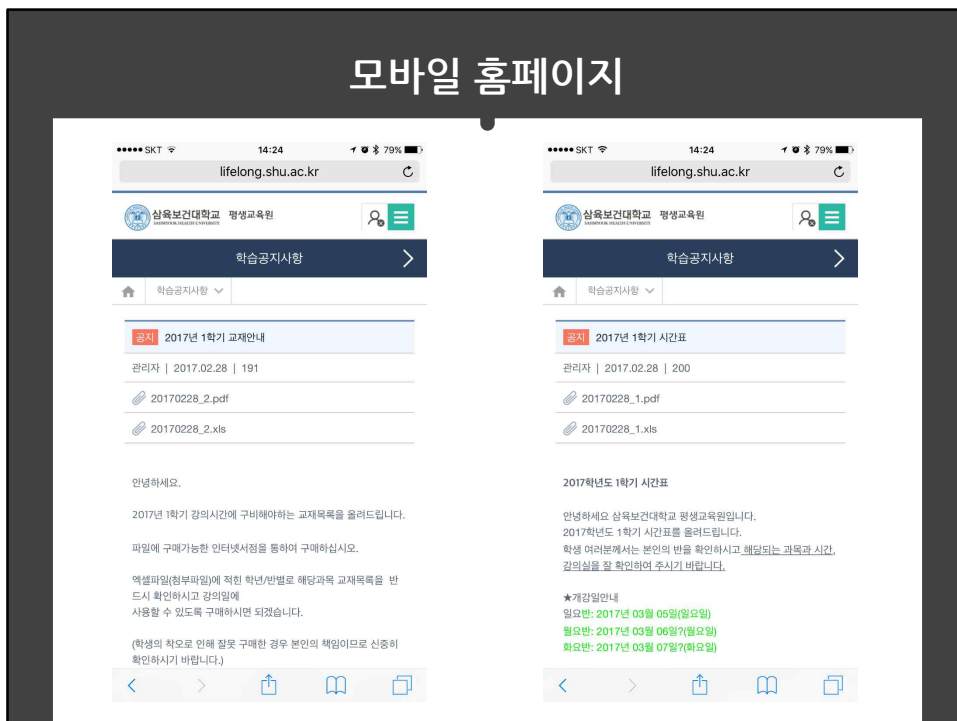 모바일 홈페이지
SKT 14:24 79%
lifelong.shu.ac.kr
삼육보건대학교 평생교육원
SAHMYOOK HEALTH UNIVERSITY
학습공지사항
학습공지사항
공지 2017년 1학기 교재안내
관리자 | 2017.02.28 | 191
20170228_2.pdf
20170228_2.xls
안녕하세요.
2017년 1학기 강의시간에 구비해야하는 교재목록을 올려드립니다.
파일에 구매가능한 인터넷서점을 통하여 구매하십시오.
엑셀파일(첨부파일)에 적힌 학년/반별로 해당과목 교재목록을 반
드시 확인하시고 강의일에
사용할 수 있도록 구매하시면 되겠습니다.
(학생의 착오로 인해 잘못 구매한 경우 본인의 책임이므로 신중히
확인하시기 바랍니다.)
SKT 14:24 79%
lifelong.shu.ac.kr
삼육보건대학교 평생교육원
SAHMYOOK HEALTH UNIVERSITY
학습공지사항
학습공지사항
공지 2017년 1학기 시간표
관리자 | 2017.02.28 | 200
20170228_1.pdf
20170228_1.xls
2017학년도 1학기 시간표
안녕하세요 삼육보건대학교 평생교육원입니다.
2017학년도 1학기 시간표를 올려드립니다.
학생 여러분께서는 본인의 반을 확인하시고 해당되는 과목과 시간,
강의실을 잘 확인하여 주시기 바랍니다.
★개강일안내
일요반: 2017년 03월 05일(일요일)
월요반: 2017년 03월 06일?(월요일)
화요반: 2017년 03월 07일?(화요일)